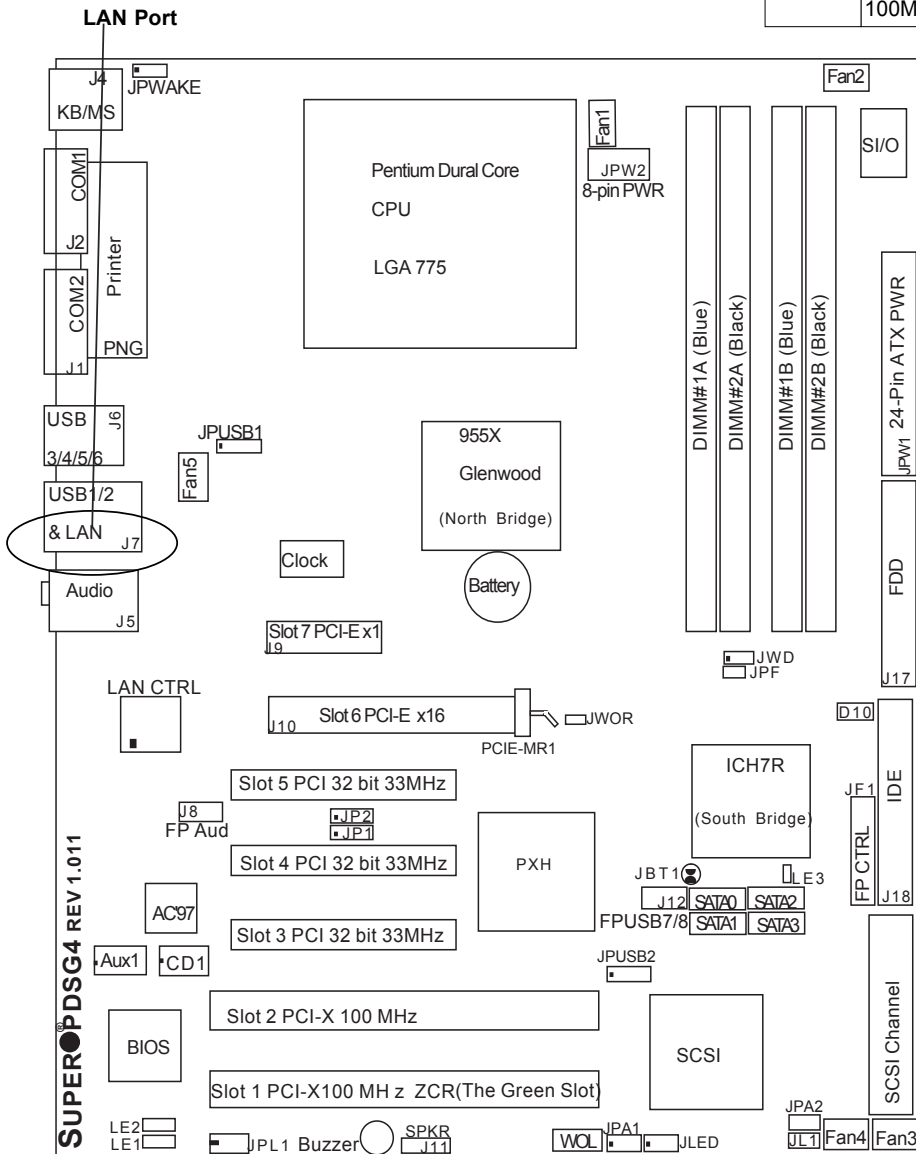 LAN Port
100M
J4
JPWAKE
KB/MS
Fan2
Fan1
SI/O
JPW2
8-pin PWR
Pentium Dural Core
CPU
LGA 775
COM1
J2
COM2
J1
Printer
PNG
DIMM#1A (Blue)
DIMM#2A (Black)
DIMM#1B (Blue)
DIMM#2B (Black)
24-Pin ATX PWR
JPW1
USB
J6
3/4/5/6
JPUSB1
Fan5
955X
Glenwood
(North Bridge)
USB1/2
& LAN
J7
Clock
Battery
FDD
J17
Audio
J5
Slot 7 PCI-E x1
J9
JWD
JPF
LAN CTRL
Slot 6 PCI-E x16
J10
PCIE-MR1
JWOR
D10
IDE
J18
ICH7R
(South Bridge)
JF1
FP CTRL
Slot 5 PCI 32 bit 33MHz
J8
FP Aud
JP2
JP1
Slot 4 PCI 32 bit 33MHz
PXH
JBT1
LE3
J12
SATA0
SATA2
FPUSB7/8
SATA1
SATA3
AC'97
Slot 3 PCI 32 bit 33MHz
Aux1
CD1
JPUSB2
SUPER®PDSG4 REV 1.011
Slot 2 PCI-X 100 MHz
BIOS
SCSI
SCSI Channel
Slot 1 PCI-X100 MH z ZCR(The Green Slot)
LE2
LE1
JPL1
Buzzer
SPKR
J11
WOL
JPA1
JLED
JPA2
JL1
Fan4
Fan3